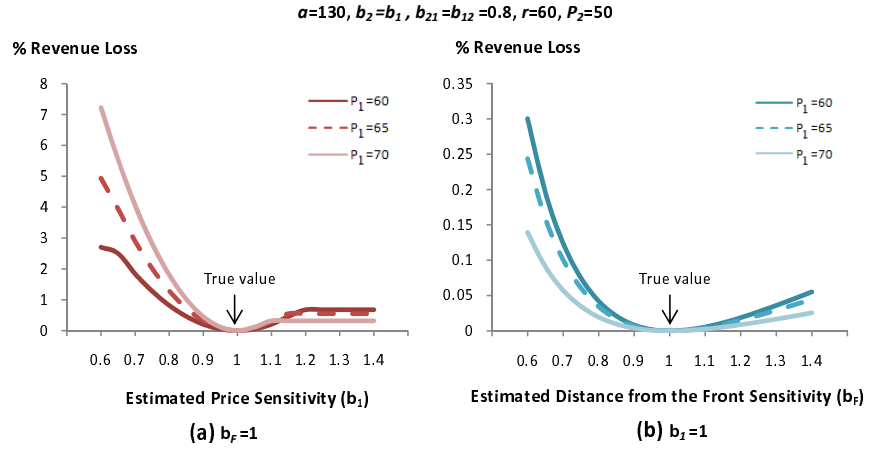 a=130, b2 =b1 , b21 =b12 =0.8, r=60, P2=50
% Revenue Loss
8
7
6
5
4
3
2
1
0
P1=60
P1=65
P1=70
True value
0.6 0.7 0.8 0.9 1 1.1 1.2 1.3 1.4
Estimated Price Sensitivity (b1)
(a) bF=1
% Revenue Loss
0.35
0.3
0.25
0.2
0.15
0.1
0.05
0
P1=60
P1=65
P1=70
True value
0.6 0.7 0.8 0.9 1 1.1 1.2 1.3 1.4
Estimated Distance from the Front Sensitivity (bF)
(b) b1=1